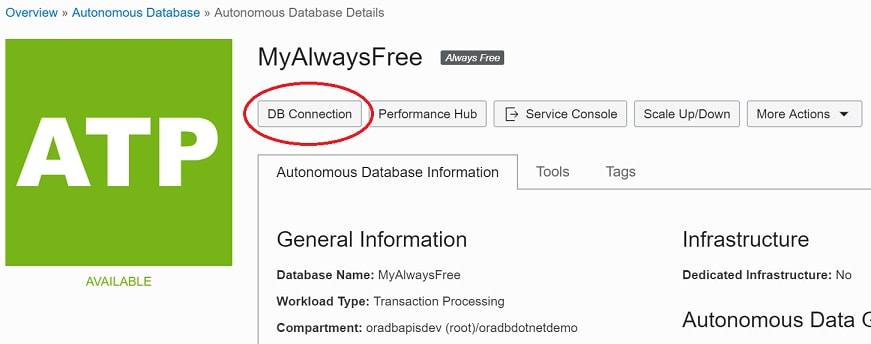 Overview » Autonomous Database » Autonomous Database Details
MyAlwaysFree Always Free
DB Connection Performance Hub Service Console Scale Up/Down More Actions
ATP
Autonomous Database Information Tools Tags
General Information Infrastructure
Database Name: MyAlwaysFree Dedicated Infrastructure: No
AVAILABLE
Workload Type: Transaction Processing
Compartment: oradbapisdev (root)/oradbdotnetdemo
Autonomous Data G